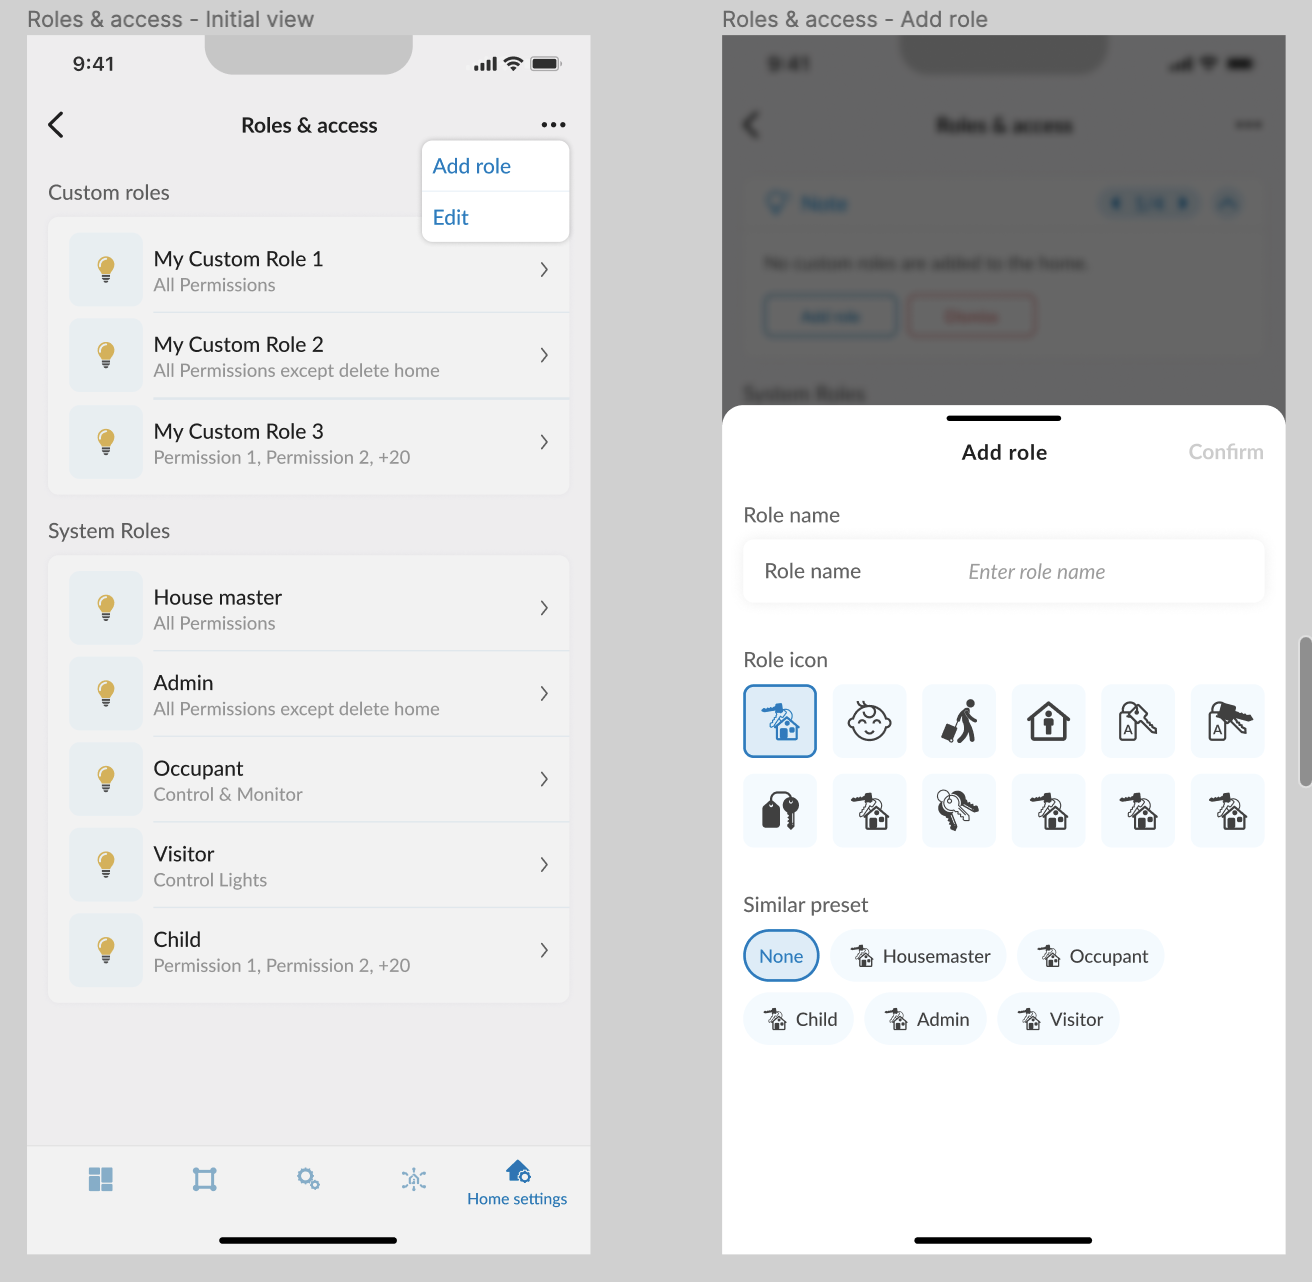 Roles & access - Initial view
9:41
Roles & access
Add role
Edit
Custom roles
My Custom Role 1
All Permissions
My Custom Role 2
All Permissions except delete home
My Custom Role 3
Permission 1, Permission 2, +20
System Roles
House master
All Permissions
Admin
All Permissions except delete home
Occupant
Control & Monitor
Visitor
Control Lights
Child
Permission 1, Permission 2, +20
Home settings
Roles & access - Add role
9:41
Roles & access
Note
No custom roles are added to the home.
Add role
System Roles
Add role
Confirm
Role name
Role name
Enter role name
Role icon
A
A
Similar preset
None
Housemaster
Occupant
Child
Admin
Visitor